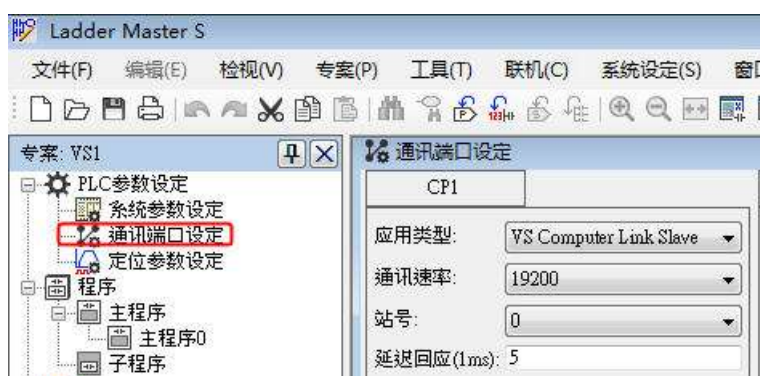 Ladder Master S
文件(F) 编辑(E) 检视(V) 专案(P) 工具(T) 联机(C) 系统设定(S)
专案: VS1
通讯端口设定
PLC参数设定
系统参数设定
通讯端口设定
定位参数设定
程序
主程序
主程序0
子程序
CP1
应用类型: VS Computer Link Slave
通讯速率: 19200
站号: 0
延迟回应(1ms): 5